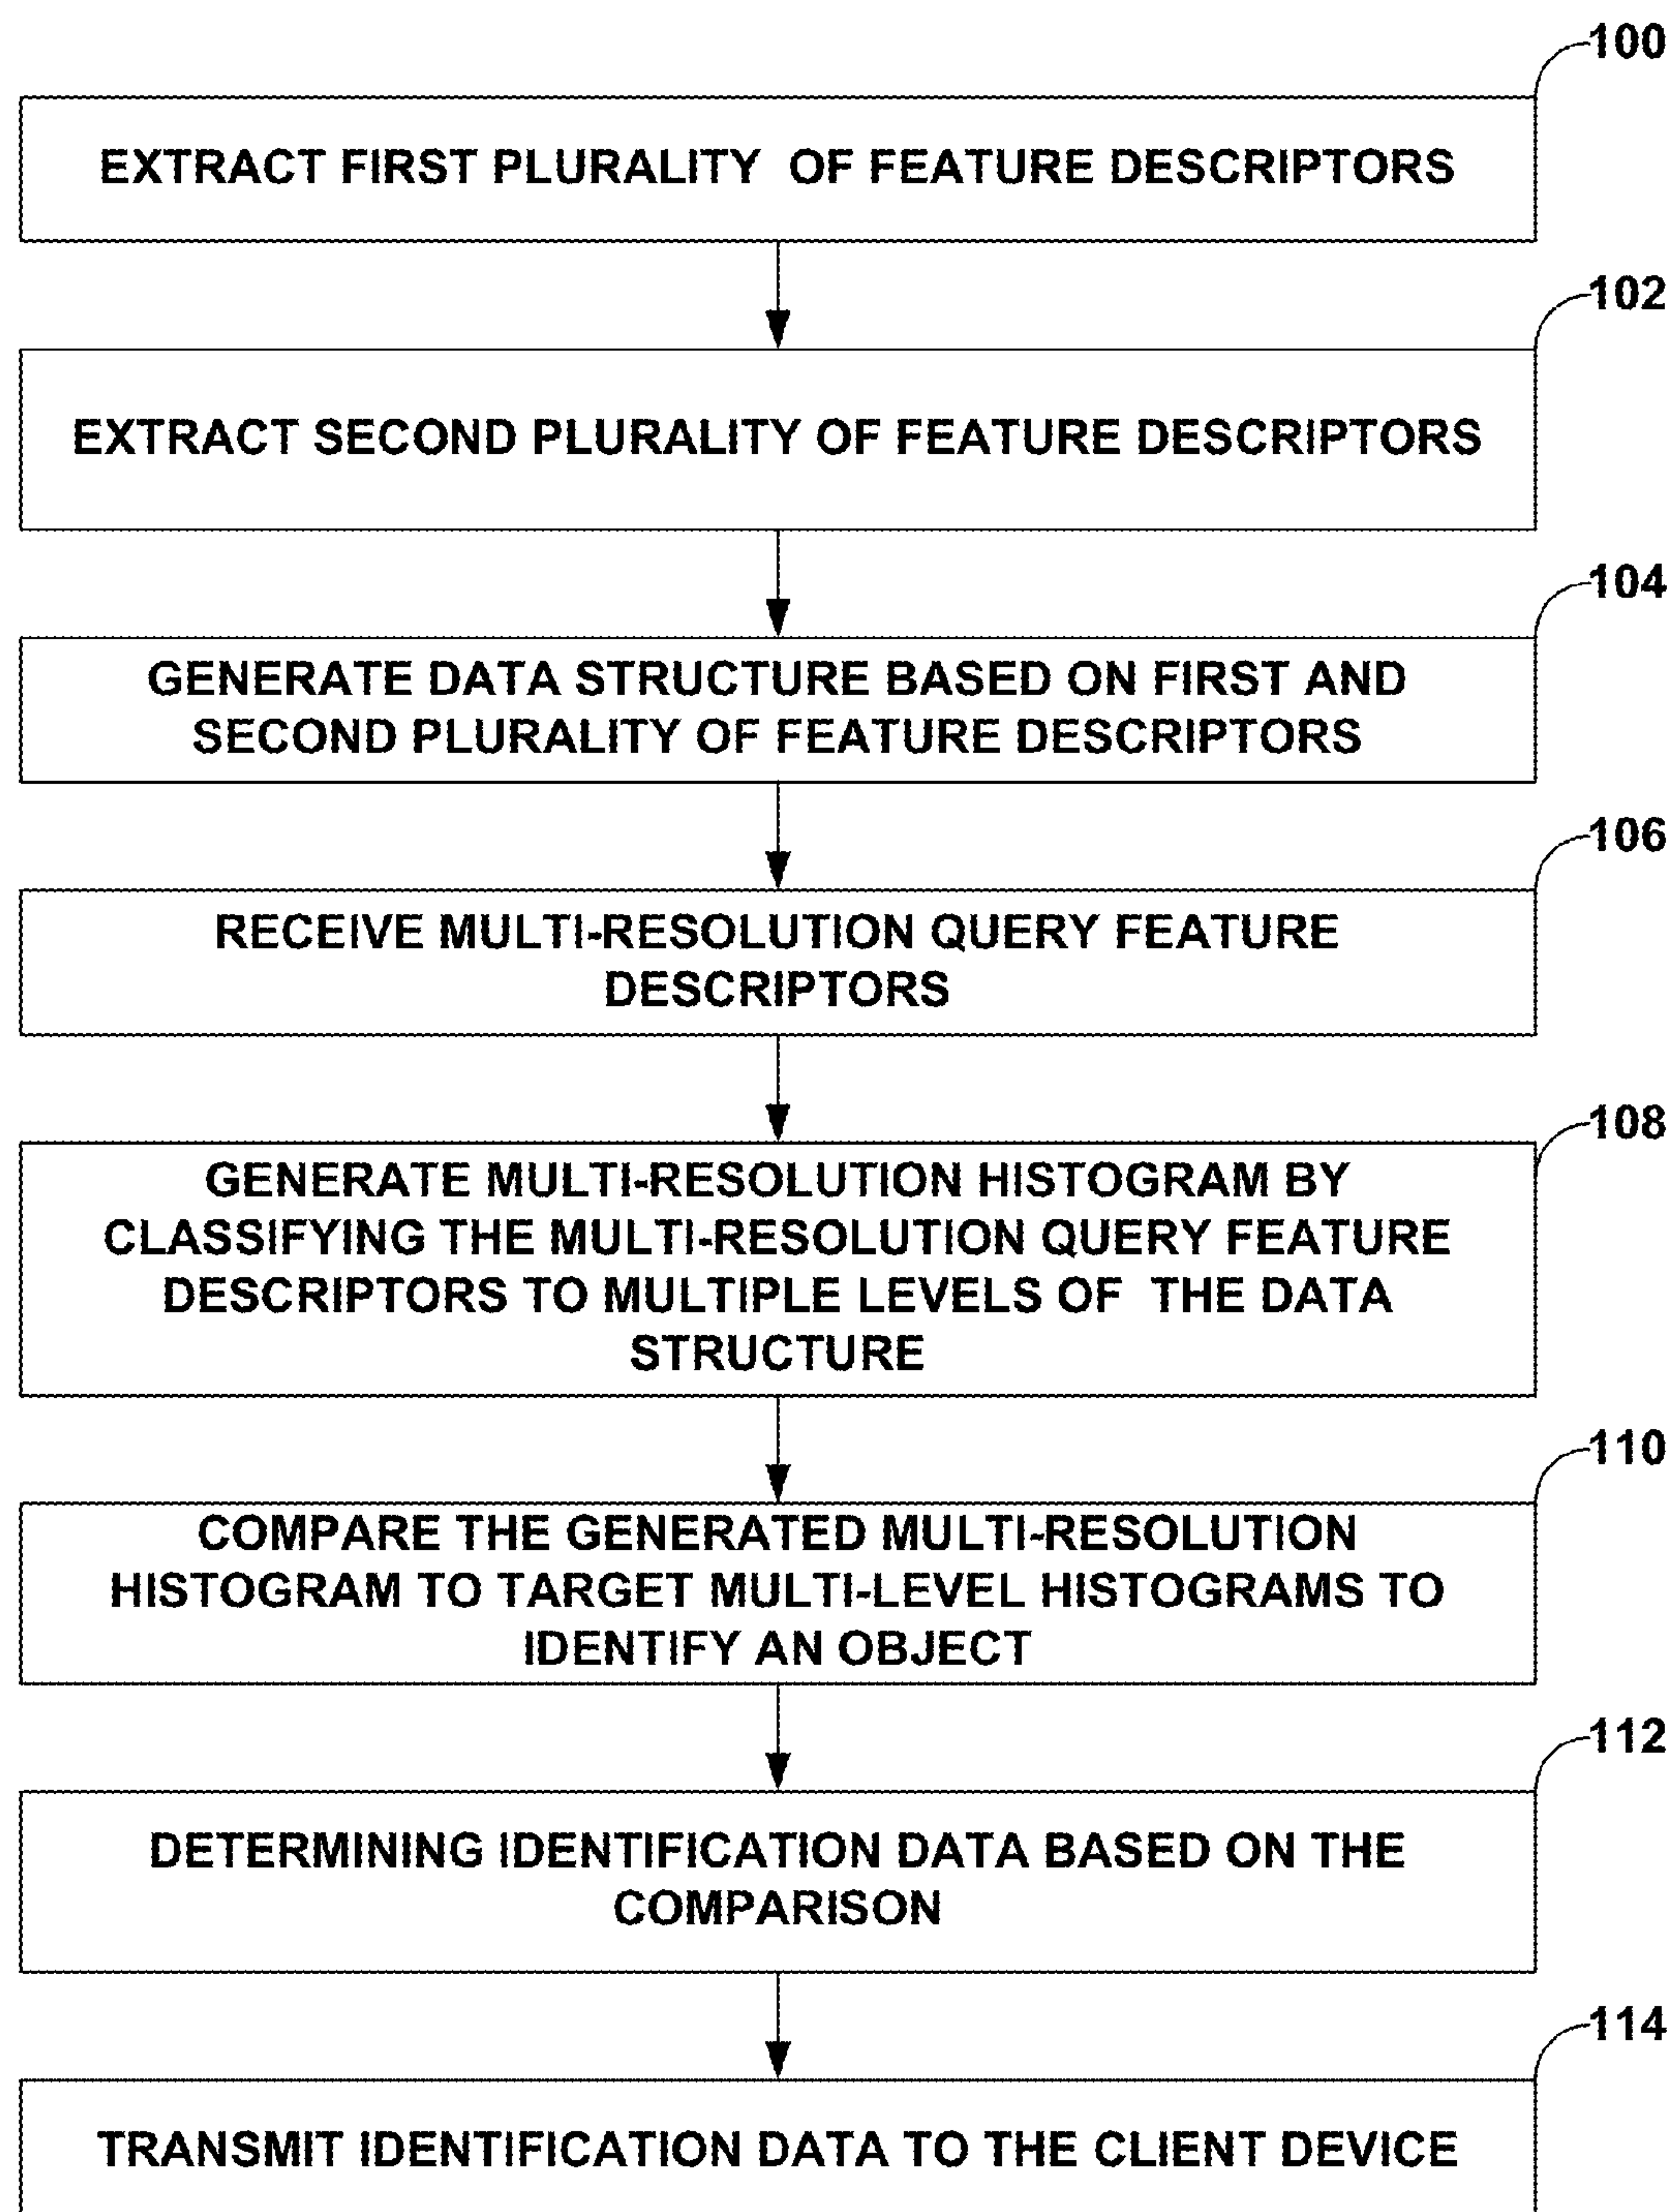 100
EXTRACT FIRST PLURALITY OF FEATURE DESCRIPTORS
102
EXTRACT SECOND PLURALITY OF FEATURE DESCRIPTORS
104
GENERATE DATA STRUCTURE BASED ON FIRST AND
SECOND PLURALITY OF FEATURE DESCRIPTORS
106
RECEIVE MULTI-RESOLUTION QUERY FEATURE
DESCRIPTORS
108
GENERATE MULTI-RESOLUTION HISTOGRAM BY
CLASSIFYING THE MULTI-RESOLUTION QUERY FEATURE
DESCRIPTORS TO MULTIPLE LEVELS OF THE DATA
STRUCTURE
110
COMPARE THE GENERATED MULTI-RESOLUTION
HISTOGRAM TO TARGET MULTI-LEVEL HISTOGRAMS TO
IDENTIFY AN OBJECT
112
DETERMINING IDENTIFICATION DATA BASED ON THE
COMPARISON
114
TRANSMIT IDENTIFICATION DATA TO THE CLIENT DEVICE